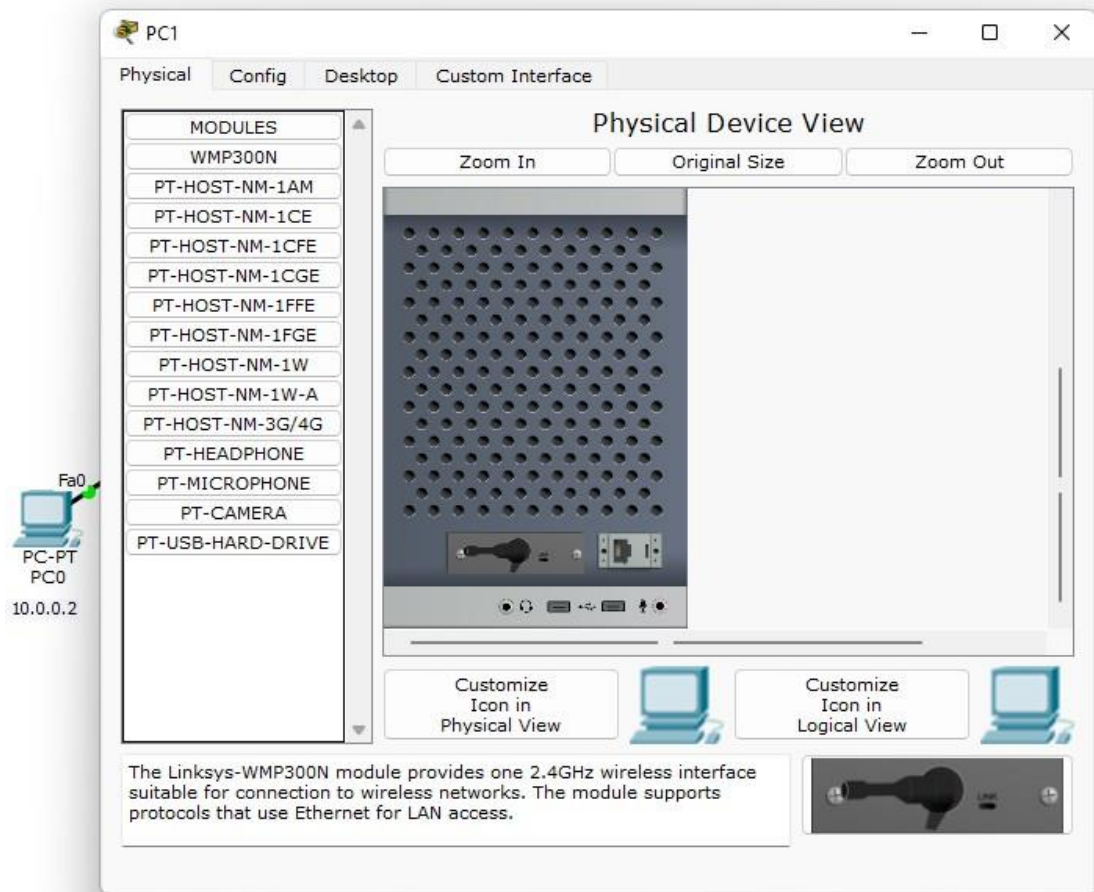 PC1
Physical Config Desktop Custom Interface
MODULES
WMP300N
PT-HOST-NM-1AM
PT-HOST-NM-1CE
PT-HOST-NM-1CFE
PT-HOST-NM-1CGE
PT-HOST-NM-1FFE
PT-HOST-NM-1FGE
PT-HOST-NM-1W
PT-HOST-NM-1W-A
PT-HOST-NM-3G/4G
PT-HEADPHONE
PT-MICROPHONE
PT-CAMERA
PT-USB-HARD-DRIVE
Physical Device View
Zoom In Original Size Zoom Out
Fa0
PC-PT
PC0
10.0.0.2
Customize
Icon in
Physical View
Customize
Icon in
Logical View
The Linksys-WMP300N module provides one 2.4GHz wireless interface
suitable for connection to wireless networks. The module supports
protocols that use Ethernet for LAN access.
LINK